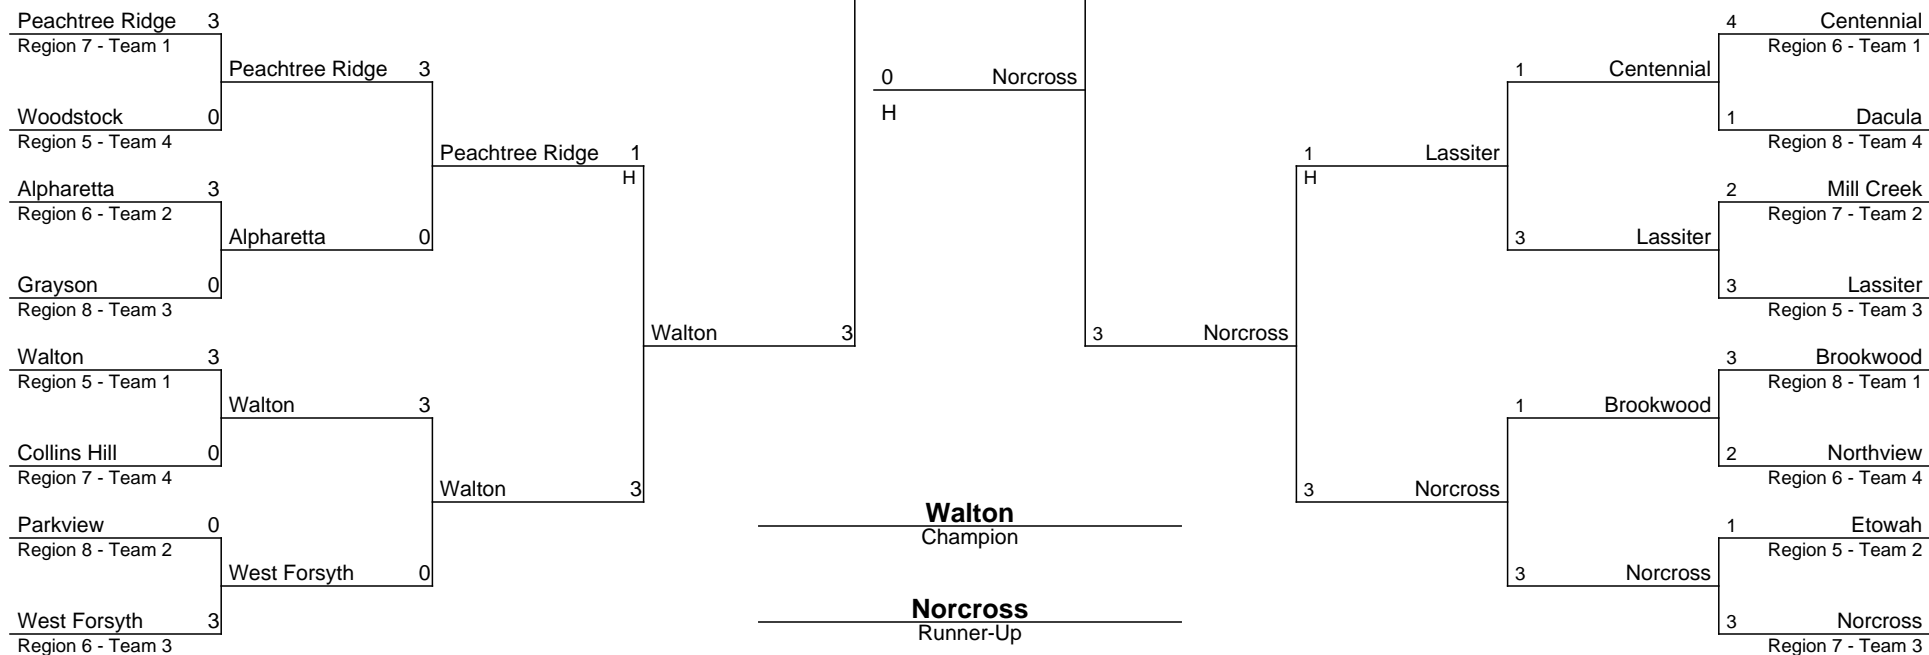 Peachtree Ridge 3
Region 7 - Team 1
Woodstock 0
Region 5 - Team 4
Alpharetta 3
Region 6 - Team 2
Grayson 0
Region 8 - Team 3
Walton 3
Region 5 - Team 1
Collins Hill 0
Region 7 - Team 4
Parkview 0
Region 8 - Team 2
West Forsyth 3
Region 6 - Team 3
Peachtree Ridge 3
Alpharetta 0
Walton 3
West Forsyth 0
Peachtree Ridge 1
H
Walton 3
Walton 3
0 Norcross
H
Walton
Champion
Norcross
Runner-Up
3 Norcross
1 Lassiter
H
3 Norcross
1 Centennial
3 Lassiter
1 Brookwood
3 Norcross
4 Centennial
Region 6 - Team 1
1 Dacula
Region 8 - Team 4
2 Mill Creek
Region 7 - Team 2
3 Lassiter
Region 5 - Team 3
3 Brookwood
Region 8 - Team 1
2 Northview
Region 6 - Team 4
1 Etowah
Region 5 - Team 2
3 Norcross
Region 7 - Team 3